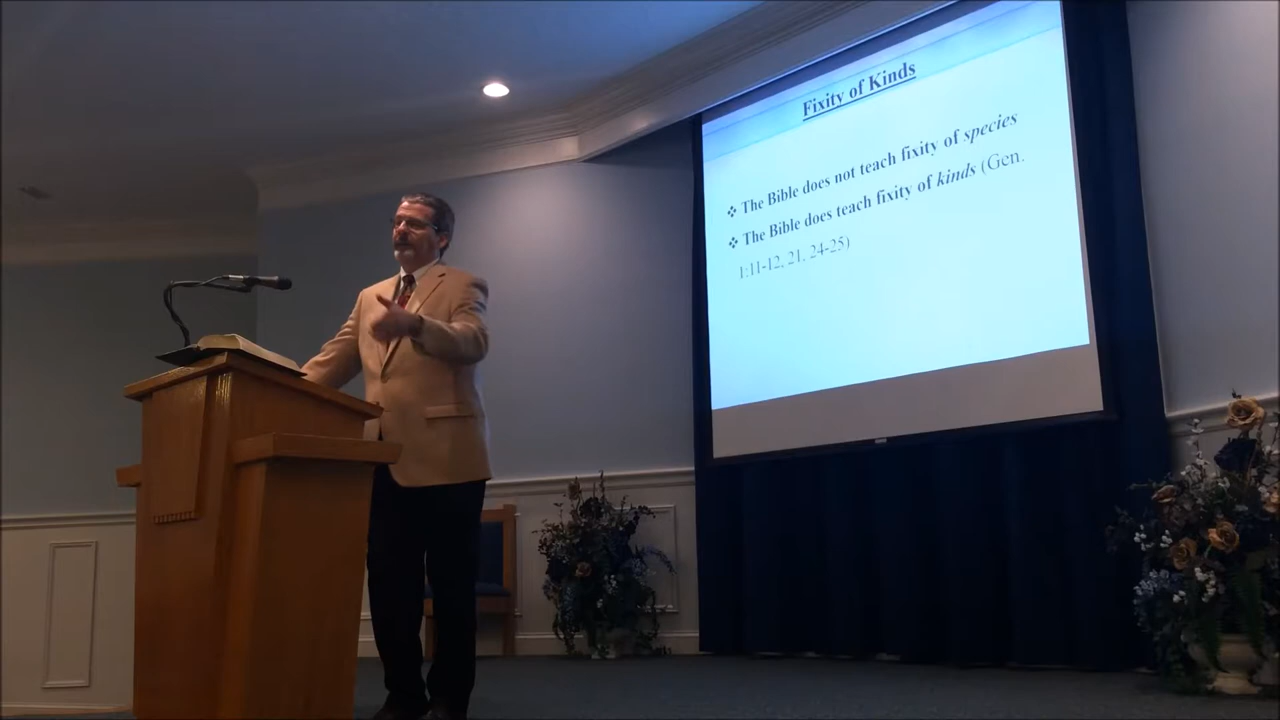 Fixity of Kinds
❖ The Bible does not teach fixity of species
❖ The Bible does teach fixity of kinds (Gen.
1:11-12, 21, 24-25)